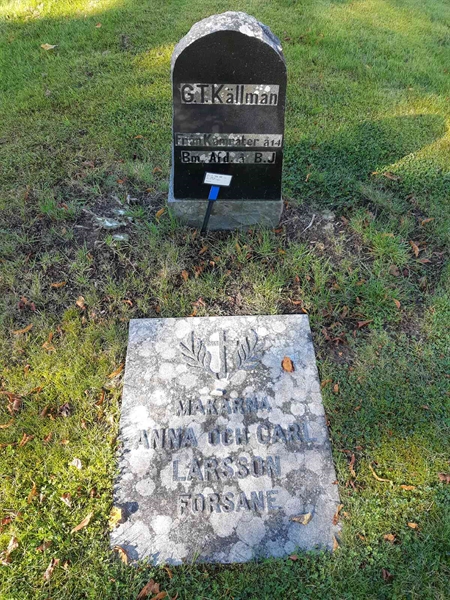 G.T.Källman
Från Kamrater å 14
Bm. Afd. V B.J
MAKARNA
ANNA OCH CARL
LARSSON
FORSANE